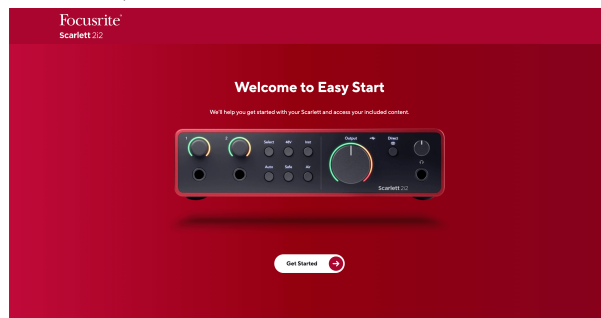 Focusrite®
Scarlett 2i2
Welcome to Easy Start
We'll help you get started with your Scarlett and access your included content.
1
2
Select
48V
Inst
Output
Direct
Auto
Safe
Air
Scarlett 2i2
Get Started